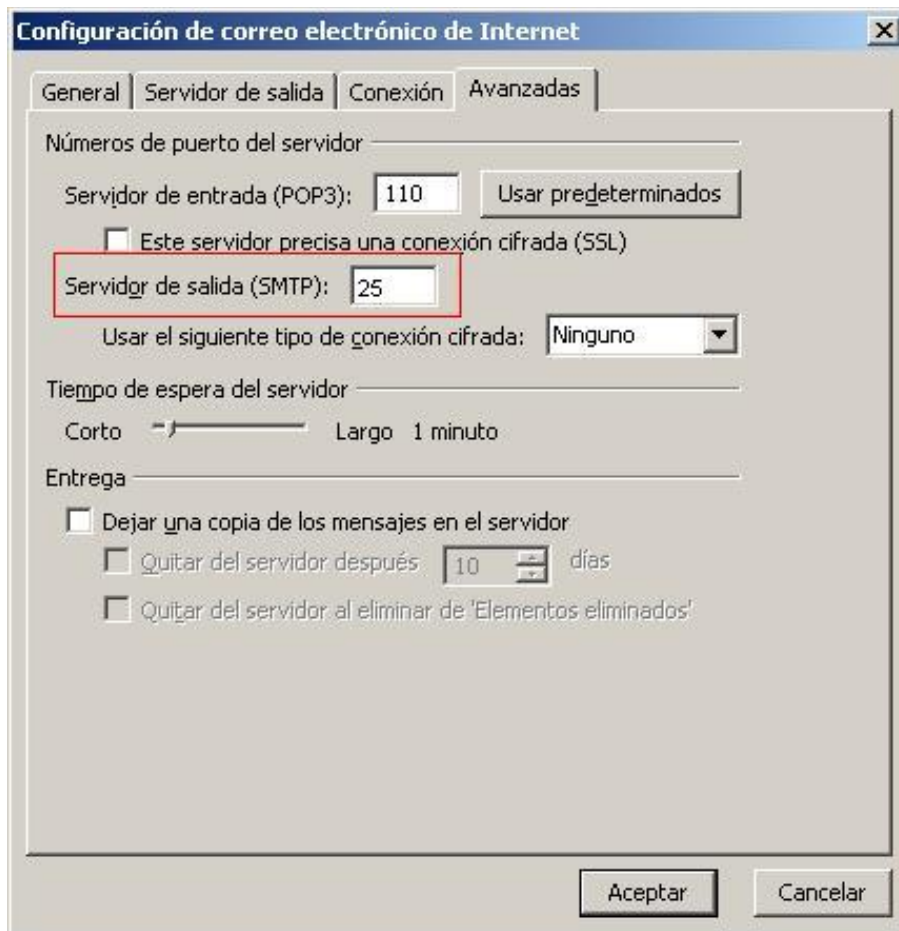 Configuración de correo electrónico de Internet
General Servidor de salida Conexión Avanzadas
Números de puerto del servidor
Servidor de entrada (POP3): 110 Usar predeterminados
Este servidor precisa una conexión cifrada (SSL)
Servidor de salida (SMTP): 25
Usar el siguiente tipo de conexión cifrada: Ninguno
Tiempo de espera del servidor
Corto Largo 1 minuto
Entrega
Dejar una copia de los mensajes en el servidor
Quitar del servidor después 10 días
Quitar del servidor al eliminar de 'Elementos eliminados'
Aceptar Cancelar